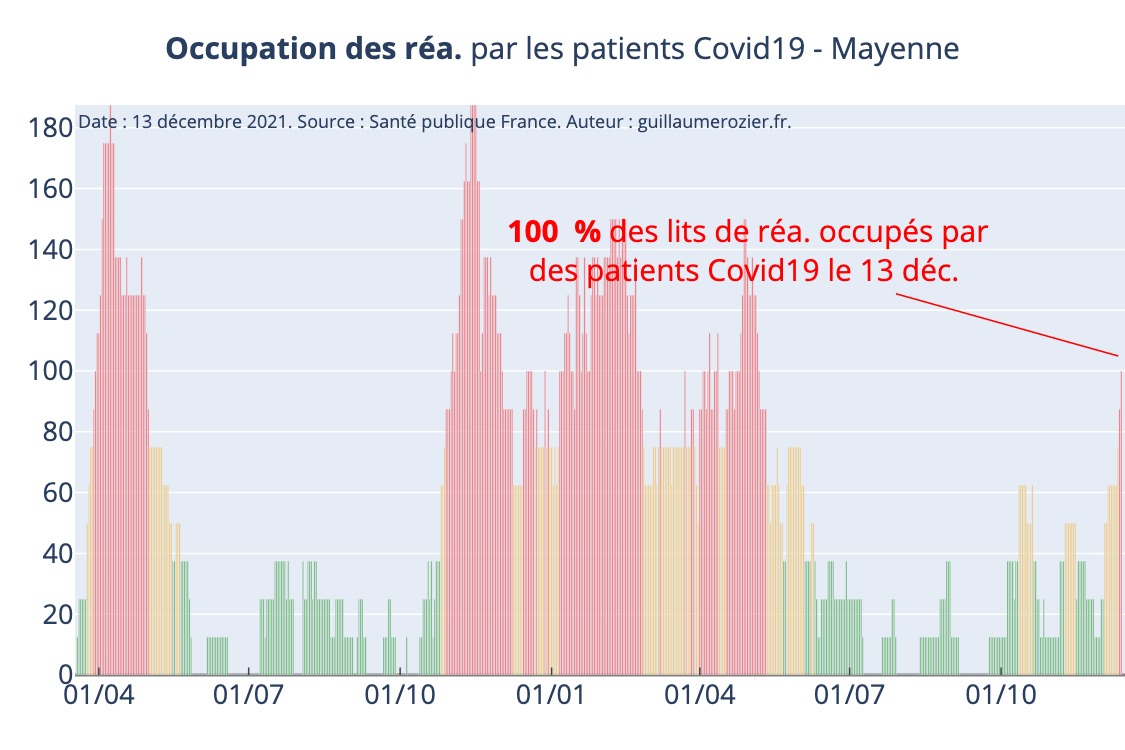 Occupation des réa. par les patients Covid19 - Mayenne
180
Date : 13 décembre 2021. Source : Santé publique France. Auteur : guillaumerozier.fr.
160
140
120
100
80
60
40
20
0
100  % des lits de réa. occupés par
des patients Covid19 le 13 déc.
01/04 01/07 01/10 01/01 01/04 01/07 01/10